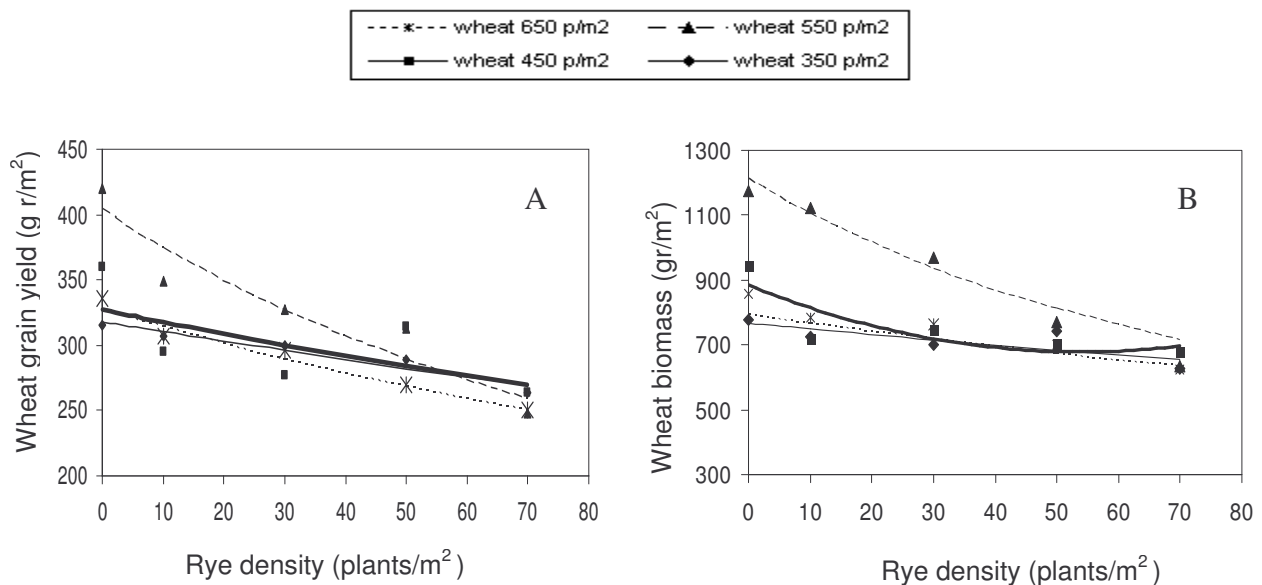 wheat 650 p/m2 wheat 550 p/m2
wheat 450 p/m2 wheat 350 p/m2
A
Wheat grain yield (g r/m²)
450
400
350
300
250
200
0 10 20 30 40 50 60 70 80
Rye density (plants/m²)
B
Wheat biomass (gr/m²)
1300
1100
900
700
500
300
0 10 20 30 40 50 60 70 80
Rye density (plants/m²)